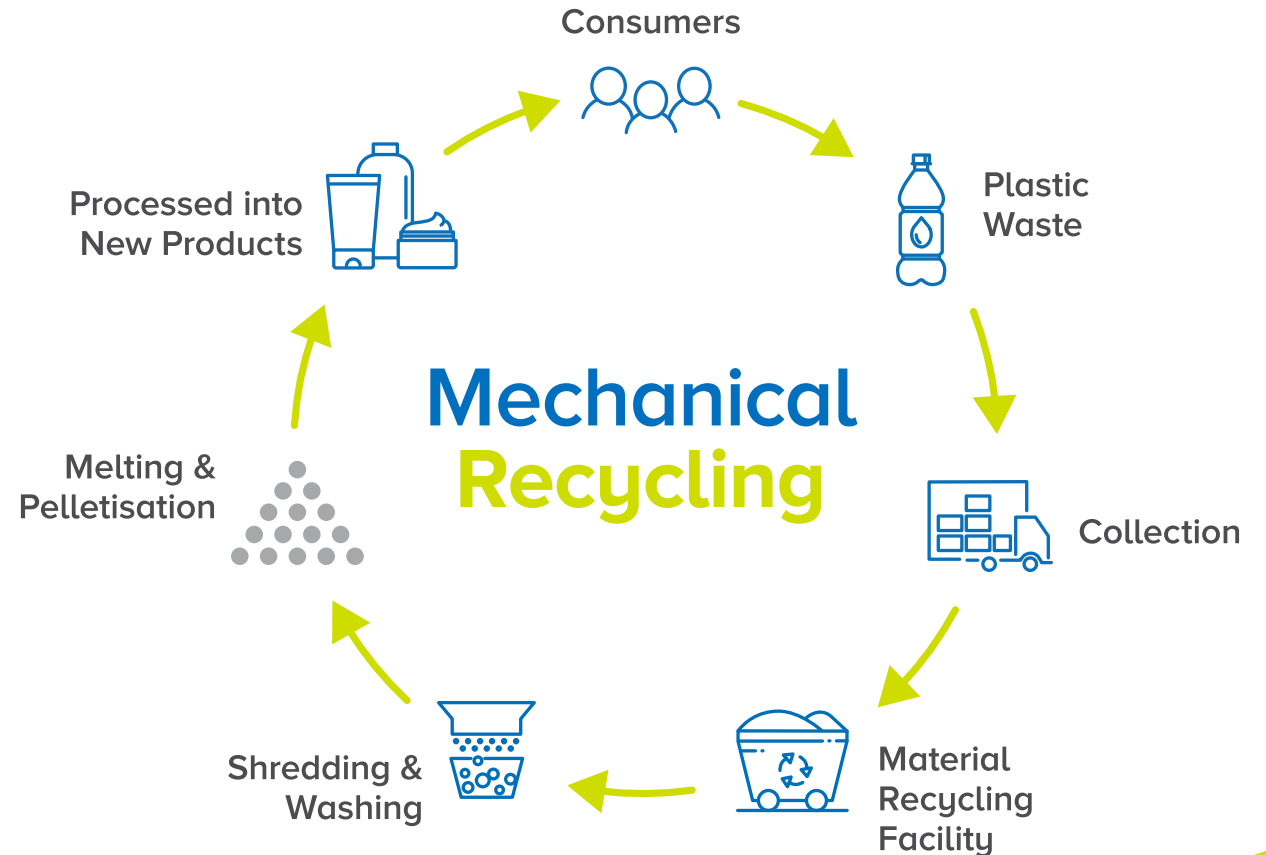 Consumers
Plastic
Waste
Collection
Material
Recycling
Facility
Shredding &
Washing
Melting &
Pelletisation
Processed into
New Products
Mechanical
Recycling